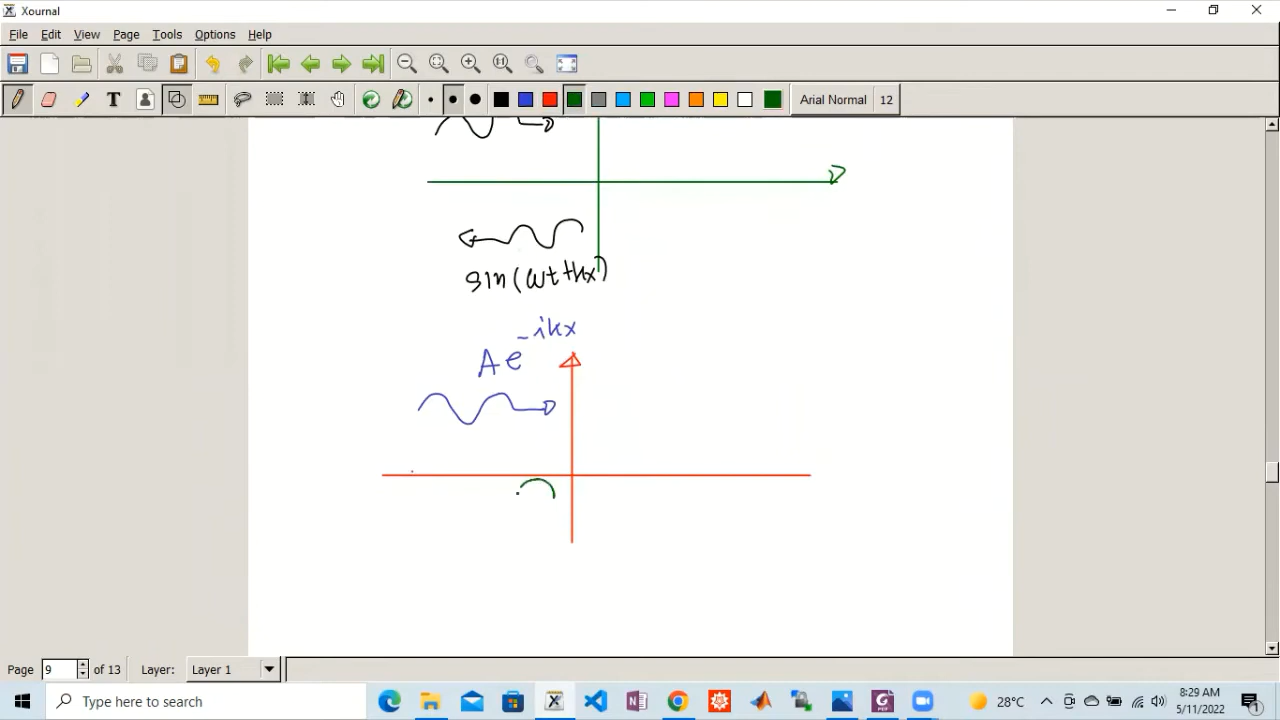 Xournal
File Edit View Page Tools Options Help
Arial Normal 12
sin(ωt+kx)
Ae^{-ikx}
Page 9 of 13 Layer: Layer 1
Type here to search
28°C
8:29 AM
5/11/2022